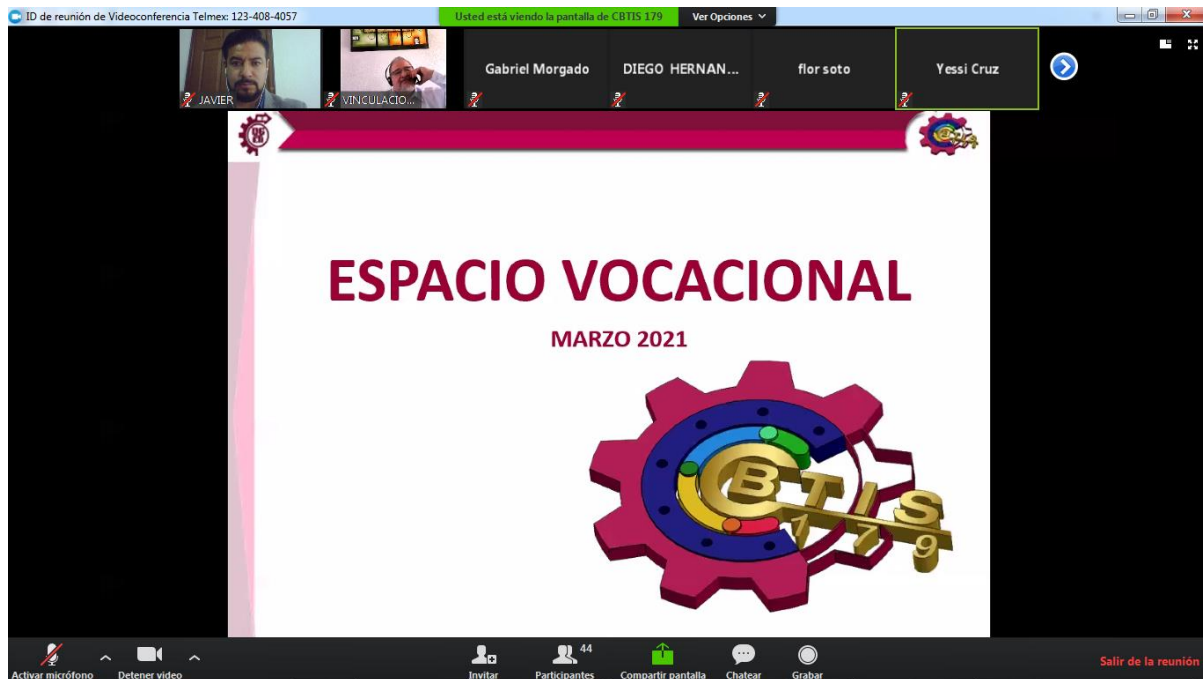 ID de reunión de Videoconferencia Telmex: 123-408-4057
Usted está viendo la pantalla de CBTIS 179
Ver Opciones
JAVIER
VINCULACIO...
Gabriel Morgado
DIEGO HERNAN...
flor soto
Yessi Cruz
ESPACIO VOCACIONAL
MARZO 2021
CBTIS
179
Activar micrófono
Detener video
Invitar
Participantes
44
Compartir pantalla
Chatear
Grabar
Salir de la reunión